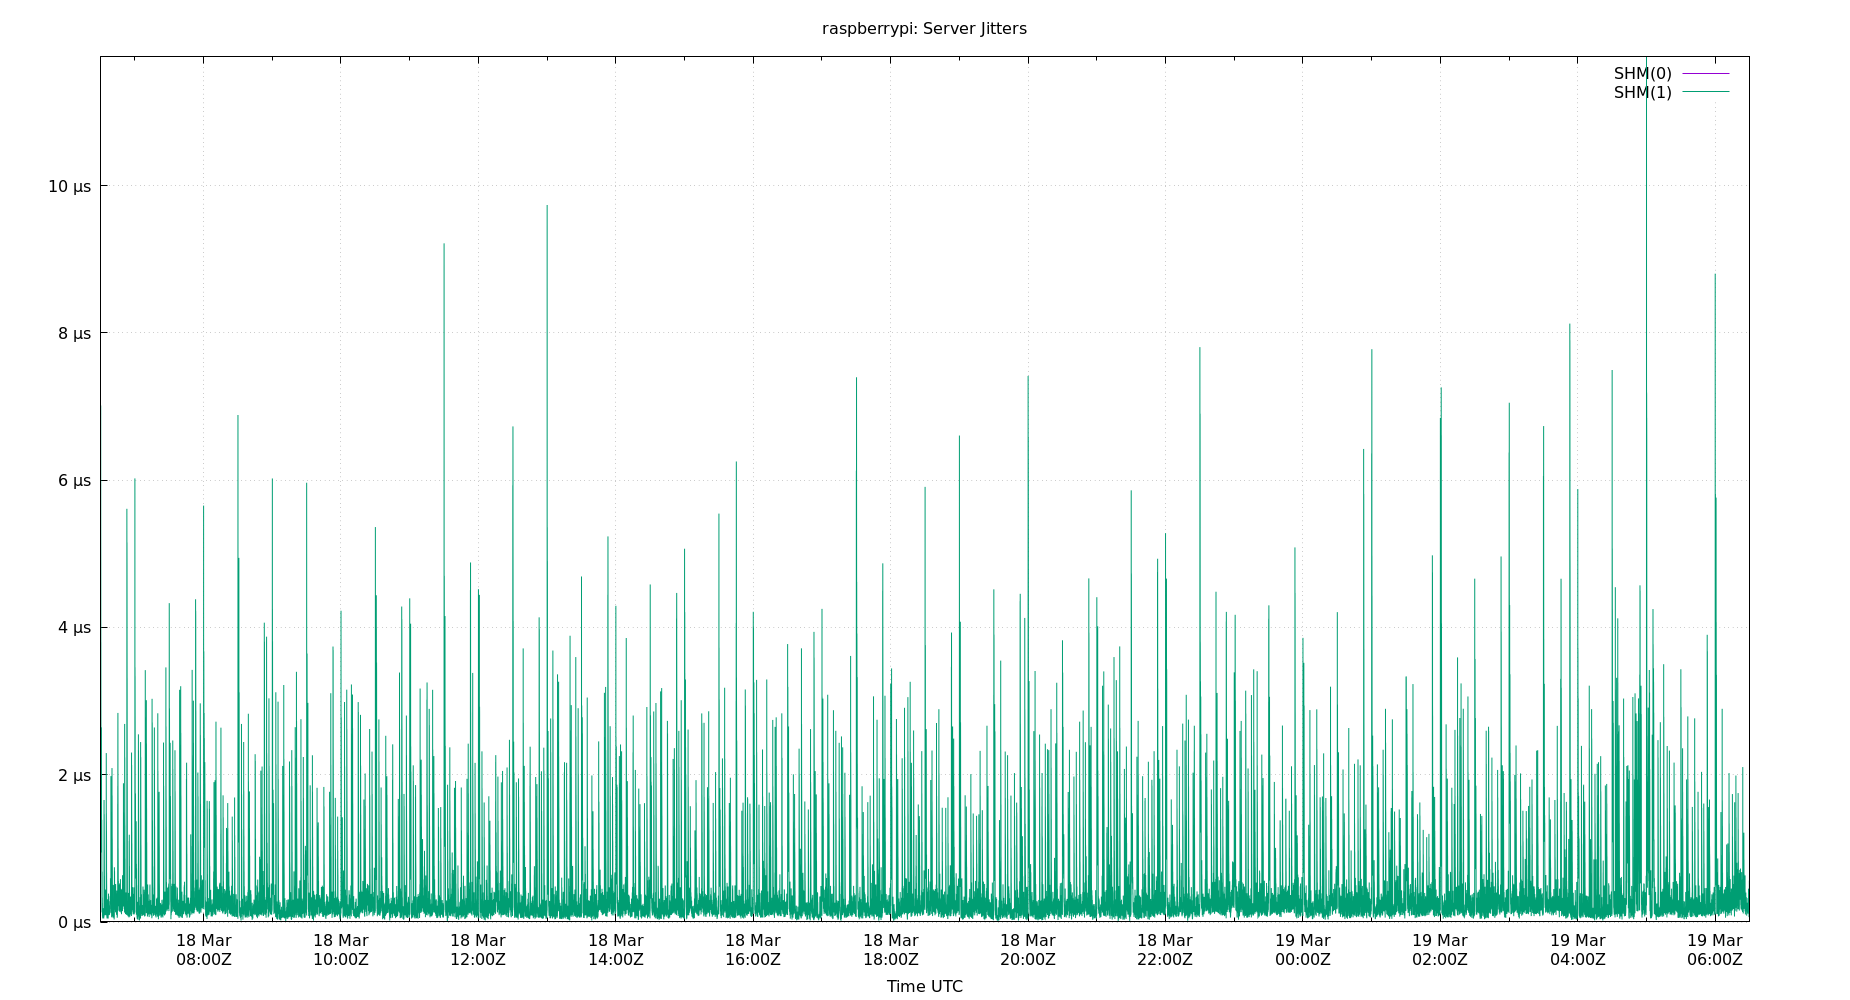 raspberrypi: Server Jitters
SHM(0)
SHM(1)
10 μs
8 μs
6 μs
4 μs
2 μs
0 μs
18 Mar 18 Mar 18 Mar 18 Mar 18 Mar 18 Mar 18 Mar 18 Mar 19 Mar 19 Mar 19 Mar 19 Mar
08:00Z 10:00Z 12:00Z 14:00Z 16:00Z 18:00Z 20:00Z 22:00Z 00:00Z 02:00Z 04:00Z 06:00Z
Time UTC